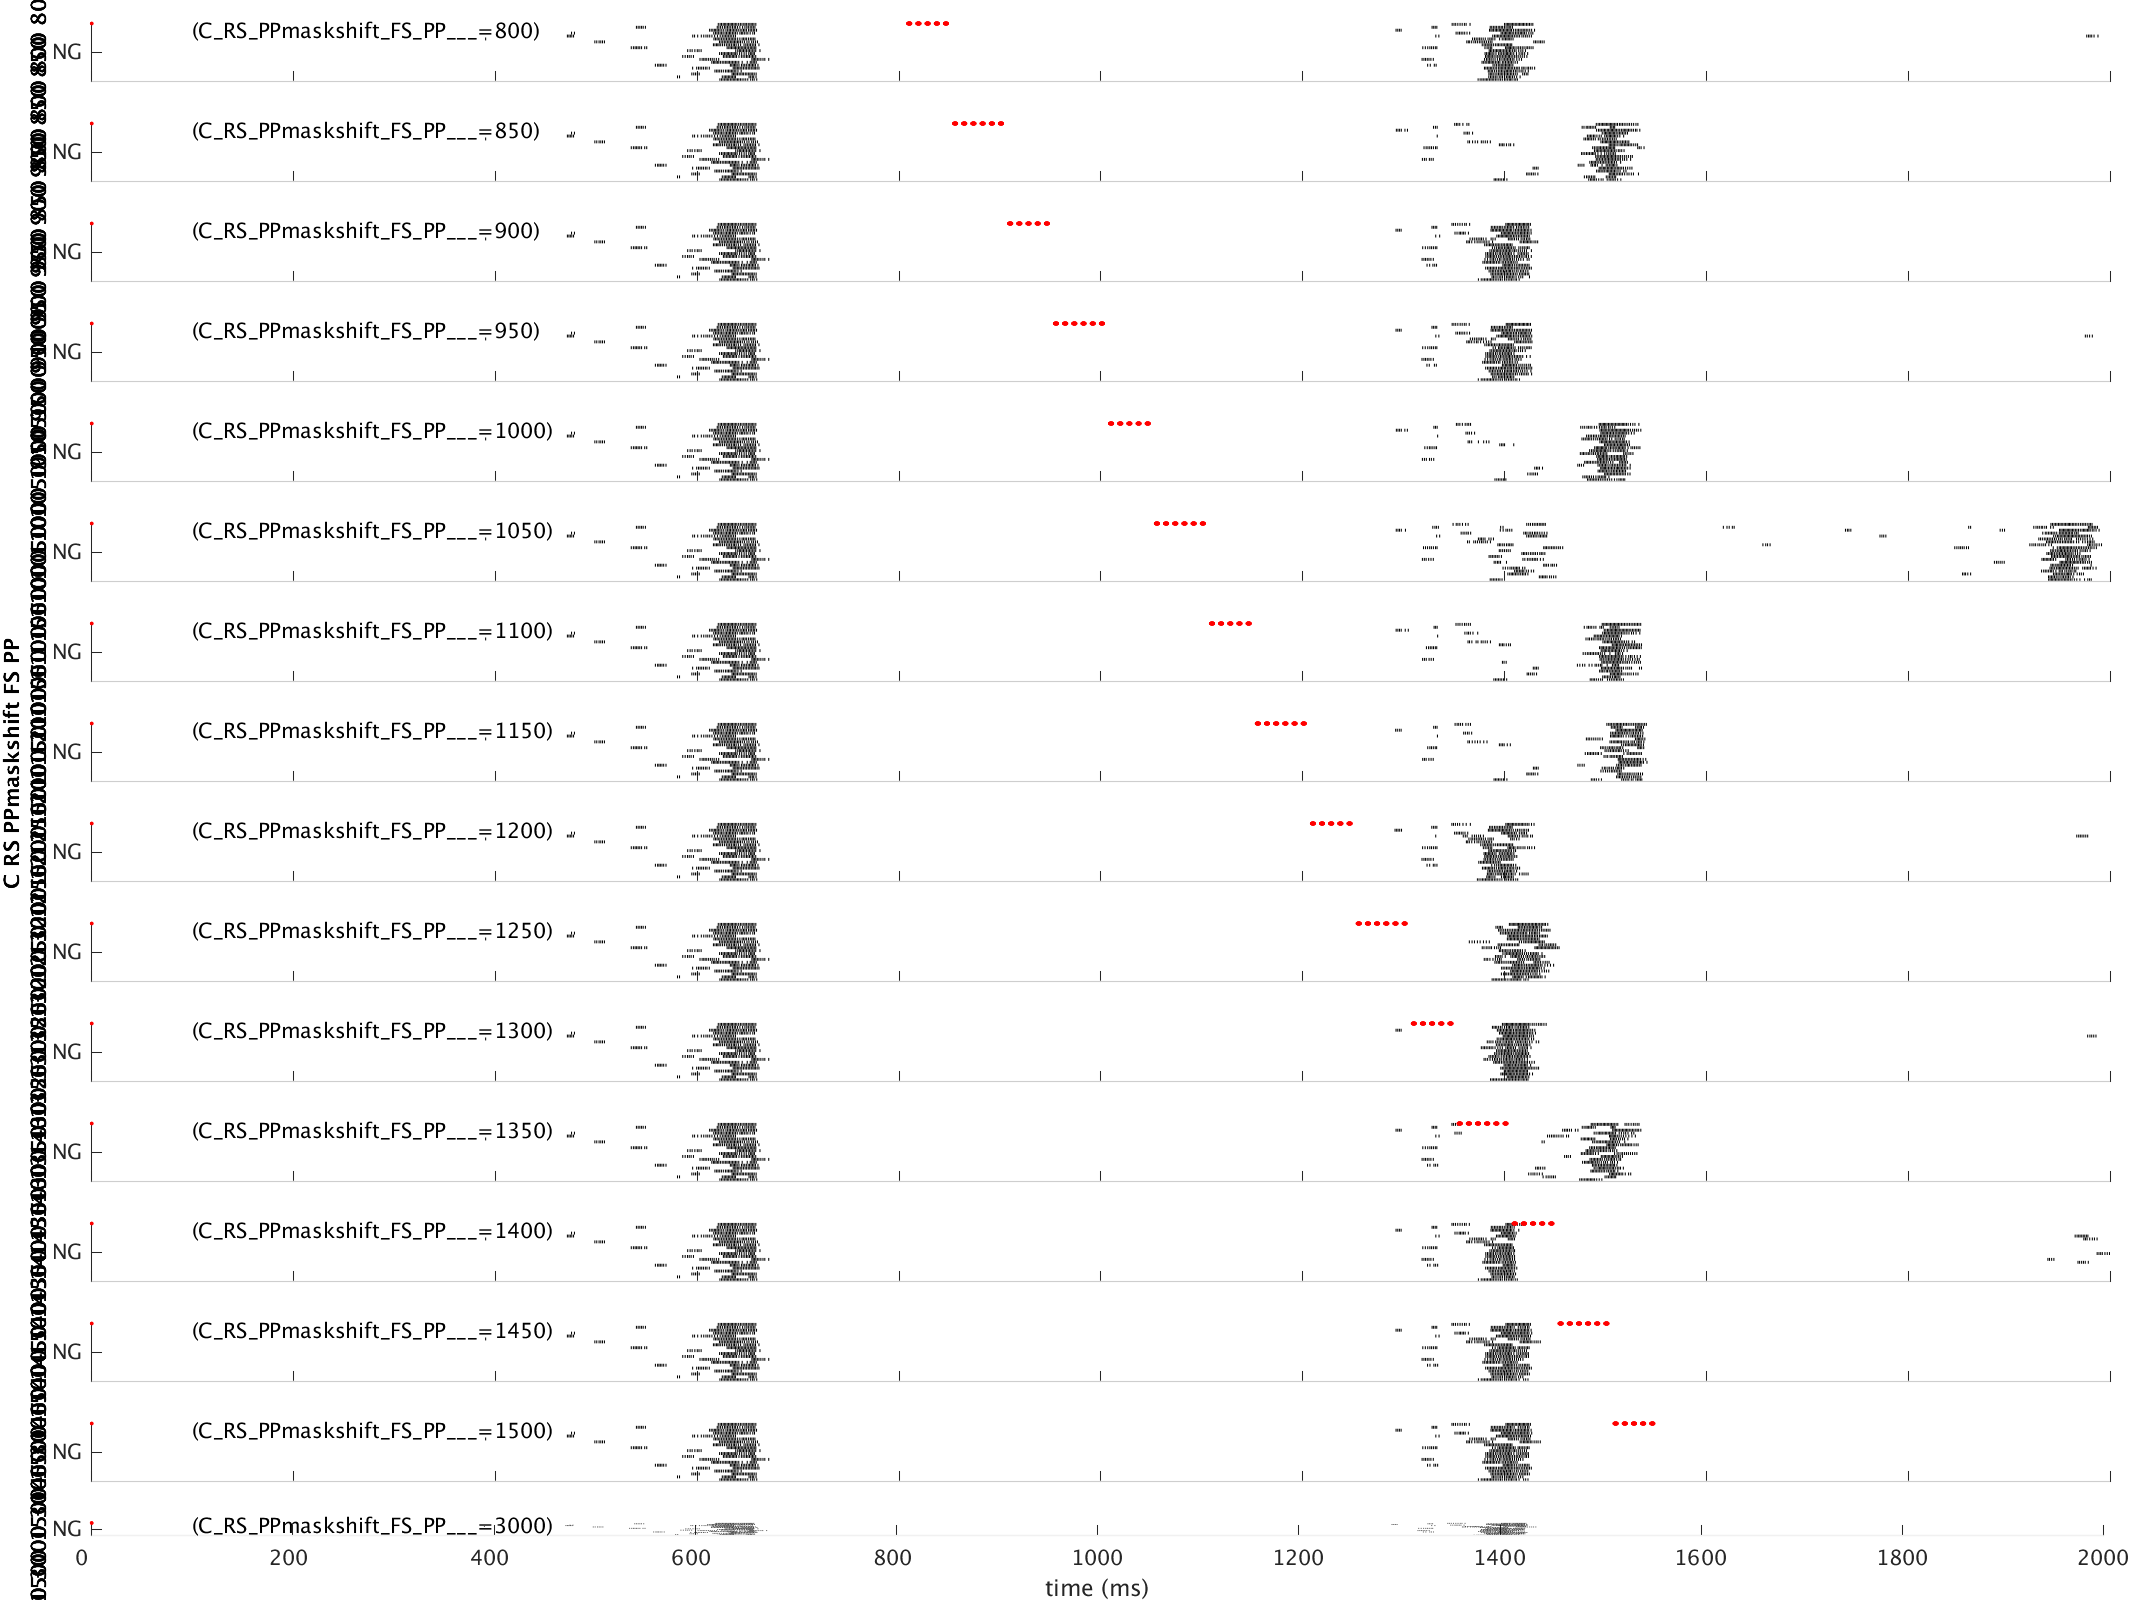 (C_RS_PPmaskshift_FS_PP___=800)
NG
(C_RS_PPmaskshift_FS_PP___=850)
NG
(C_RS_PPmaskshift_FS_PP___=900)
NG
(C_RS_PPmaskshift_FS_PP___=950)
NG
(C_RS_PPmaskshift_FS_PP___=1000)
NG
(C_RS_PPmaskshift_FS_PP___=1050)
NG
(C_RS_PPmaskshift_FS_PP___=1100)
NG
(C_RS_PPmaskshift_FS_PP___=1150)
NG
(C_RS_PPmaskshift_FS_PP___=1200)
NG
(C_RS_PPmaskshift_FS_PP___=1250)
NG
(C_RS_PPmaskshift_FS_PP___=1300)
NG
(C_RS_PPmaskshift_FS_PP___=1350)
NG
(C_RS_PPmaskshift_FS_PP___=1400)
NG
(C_RS_PPmaskshift_FS_PP___=1450)
NG
(C_RS_PPmaskshift_FS_PP___=1500)
NG
(C_RS_PPmaskshift_FS_PP___=3000)
NG
0 200 400 600 800 1000 1200 1400 1600 1800 2000
time (ms)
C RS PPmaskshift FS PP